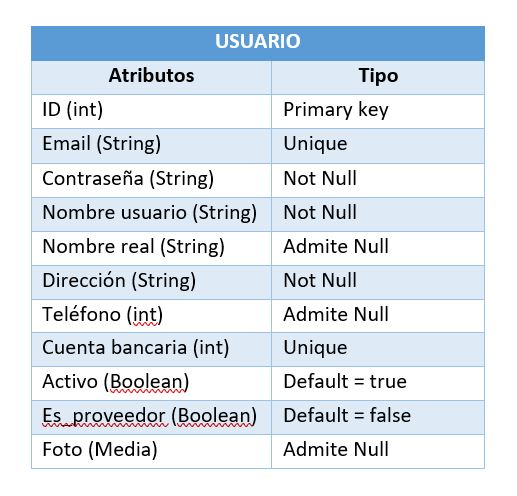 USUARIO
Atributos Tipo
ID (int) Primary key
Email (String) Unique
Contraseña (String) Not Null
Nombre usuario (String) Not Null
Nombre real (String) Admite Null
Dirección (String) Not Null
Teléfono (int) Admite Null
Cuenta bancaria (int) Unique
Activo (Boolean) Default = true
Es_proveedor (Boolean) Default = false
Foto (Media) Admite Null